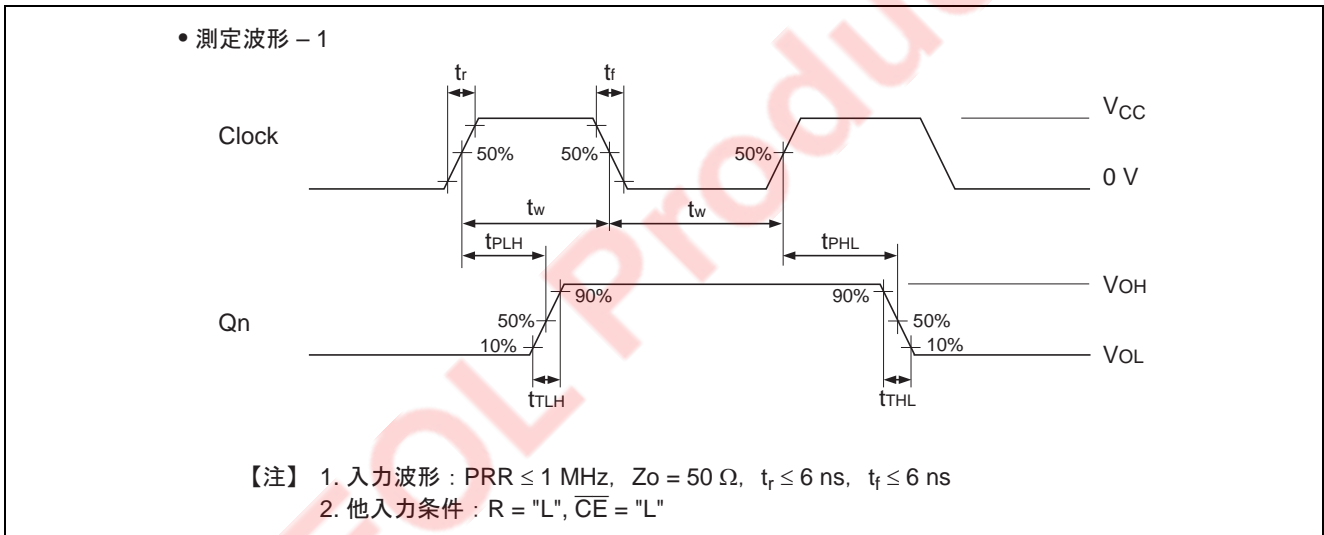 • 測定波形 – 1
tr
tf
Clock
50%
50%
50%
VCC
0 V
tw
tw
tPLH
tPHL
Qn
90%
50%
10%
90%
50%
10%
VOH
VOL
tTLH
tTHL
【注】 1. 入力波形：PRR ≤ 1 MHz, Zo = 50 Ω, tr ≤ 6 ns, tf ≤ 6 ns
2. 他入力条件：R = "L", C̅E̅ = "L"
EOL Produc